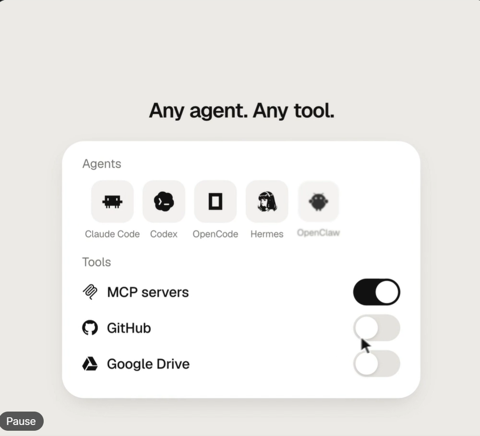 Any agent. Any tool.
Agents
Claude Code Codex OpenCode Hermes OpenClaw
Tools
MCP servers
GitHub
Google Drive
Pause